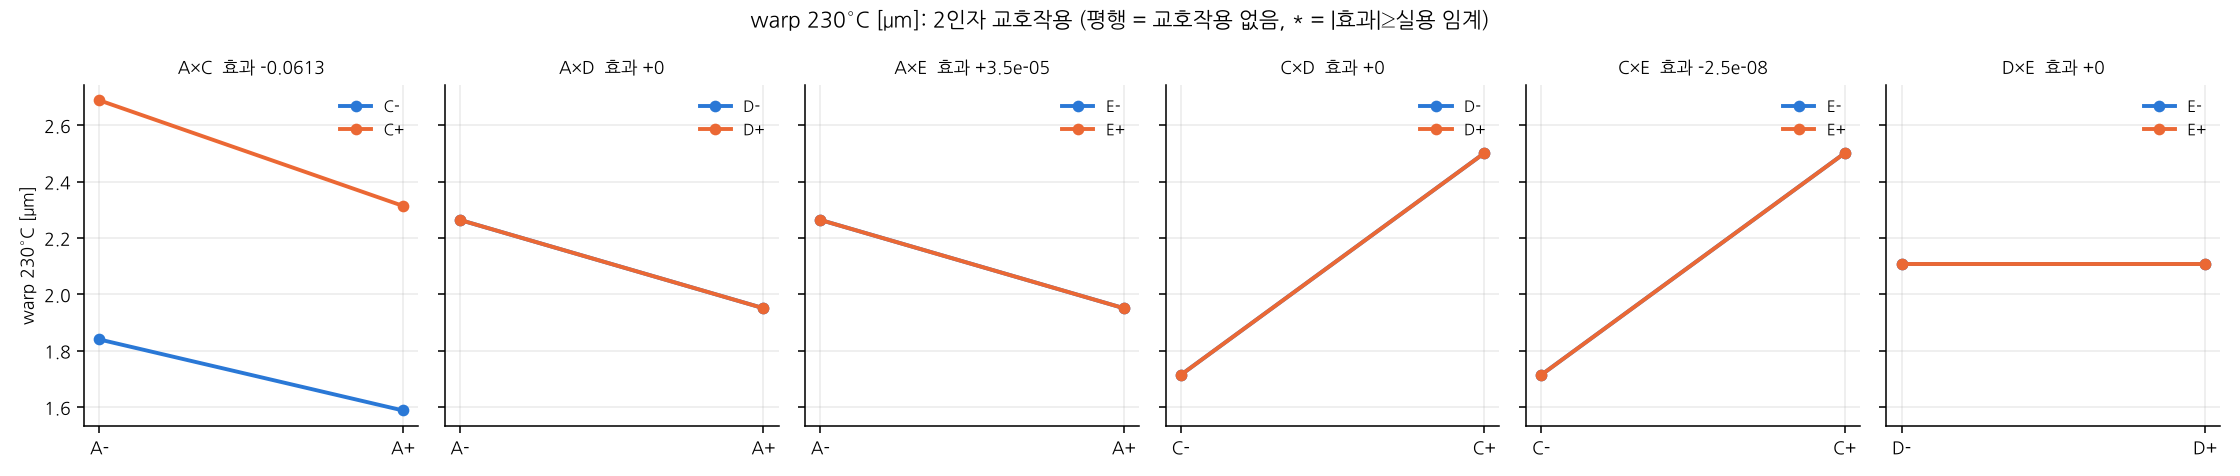 warp 230°C [µm]: 2인자 교호작용 (평행 = 교호작용 없음, * = |효과|≥실용 임계)
A×C 효과 -0.0613
A×D 효과 +0
A×E 효과 +3.5e-05
C×D 효과 +0
C×E 효과 -2.5e-08
D×E 효과 +0
warp 230°C [µm]
2.6
2.4
2.2
2.0
1.8
1.6
C-
C+
A-
A+
D-
D+
A-
A+
E-
E+
A-
A+
D-
D+
C-
C+
E-
E+
C-
C+
E-
E+
D-
D+